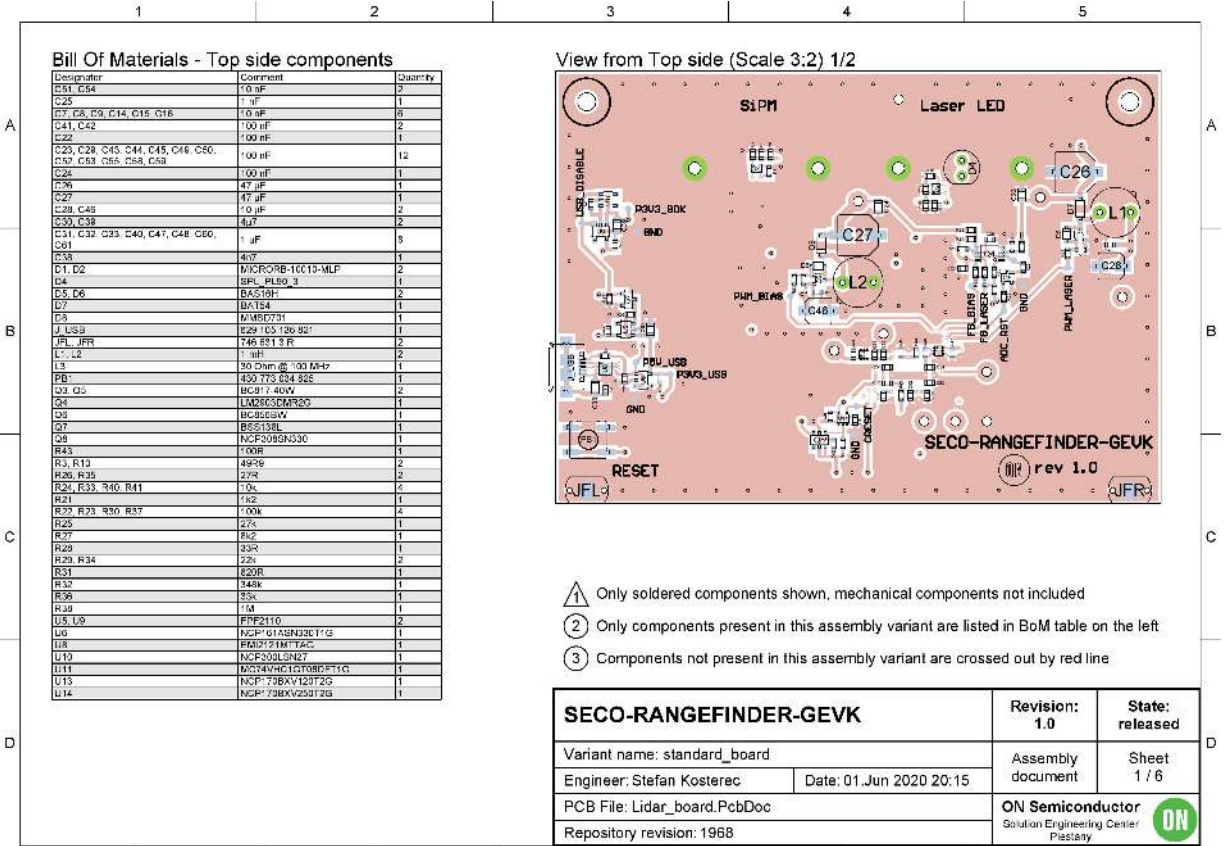 1 2 3 4 5
A A
B B
C C
D D
Bill Of Materials - Top side components
Designator Comment Quantity
C51, C54 10 nF 2
C25 1 nF 1
C7, C8, C9, C14, C15, C16 10 nF 6
C41, C42 100 nF 2
C22 100 nF 1
C23, C29, C43, C44, C45, C49, C50,
C52, C53, C55, C58, C59 100 nF 12
C24 100 nF 1
C26 47 µF 1
C27 47 µF 1
C28, C46 10 µF 2
C30, C39 4µ7 2
C31, C32, C33, C40, C47, C48, C60,
C61 1 µF 8
C38 4n7 1
D1, D2 MICRORB-10010-MLP 2
D4 SPL_PL90_3 1
D5, D6 BAS16H 2
D7 BAT54 1
D8 MMSD701 1
J_USB 629 105 136 821 1
JFL, JFR 746 631 3 R 2
L1, L2 1 mH 2
L3 30 Ohm @ 100 MHz 1
PB1 430 773 034 825 1
Q3, Q5 BC817-40W 2
Q4 1
Q6 BC856BW 1
Q7 BSS138L 1
Q8 1
R43 100R 1
R3, R13 49R9 2
R26, R35 27R 2
R24, R33, R40, R41 10k 4
R21 1k2 1
R22, R23, R30, R37 100k 4
R25 27k 1
R27 8k2 1
R28 33R 1
R29, R34 22k 2
R31 820R 1
R32 348k 1
R36 33k 1
R38 1M 1
U5, U9 FPF2110 2
U6 NCP161ASN330T1G 1
U8 EMI2121MTTAG 1
U10 NCP300LSN27 1
U11 MC74VHC1GT08DFT1G 1
U13 NCP170BXV120T2G 1
U14 NCP170BXV250T2G 1
View from Top side (Scale 3:2) 1/2
SiPM Laser LED
USB_DISABLE
P3V3_BDK
GND
C26
L1
C27
C28
L2
PWM_BIAS
C46
FB_BIAS
FB_LASER
ADC_RST
GND
PWM_LASER
J_USB
P5V_USB
P3V3_USB
GND
GND
CRESET
SECO-RANGEFINDER-GEVK
rev 1.0
RESET
JFL
JFR
1 Only soldered components shown, mechanical components not included
2 Only components present in this assembly variant are listed in BoM table on the left
3 Components not present in this assembly variant are crossed out by red line
SECO-RANGEFINDER-GEVK
Revision: 1.0
State: released
Variant name: standard_board
Assembly document
Sheet 1 / 6
Engineer: Stefan Kosterec Date: 01.Jun 2020 20:15
PCB File: Lidar_board.PcbDoc
Repository revision: 1968
ON Semiconductor
Solution Engineering Center
Piestany
ON